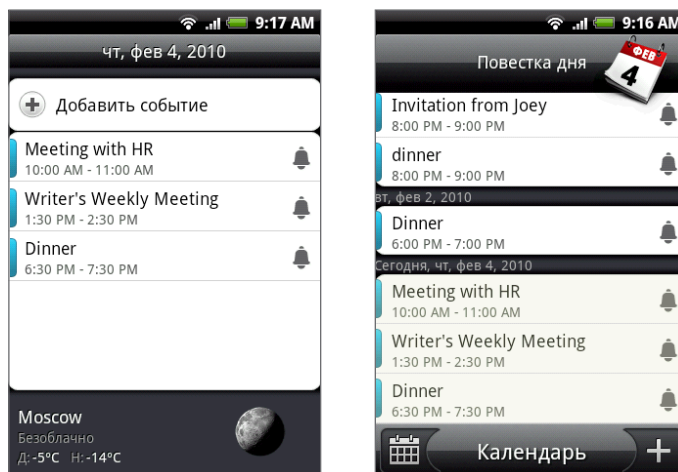 9:17 AM
чт, фев 4, 2010
Добавить событие
Meeting with HR
10:00 AM - 11:00 AM
Writer's Weekly Meeting
1:30 PM - 2:30 PM
Dinner
6:30 PM - 7:30 PM
Moscow
Безоблачно
Д:-5°C Н:-14°C
9:16 AM
Повестка дня
ФЕВ
4
Invitation from Joey
8:00 PM - 9:00 PM
dinner
8:00 PM - 9:00 PM
вт, фев 2, 2010
Dinner
6:00 PM - 7:00 PM
Сегодня, чт, фев 4, 2010
Meeting with HR
10:00 AM - 11:00 AM
Writer's Weekly Meeting
1:30 PM - 2:30 PM
Dinner
6:30 PM - 7:30 PM
Календарь